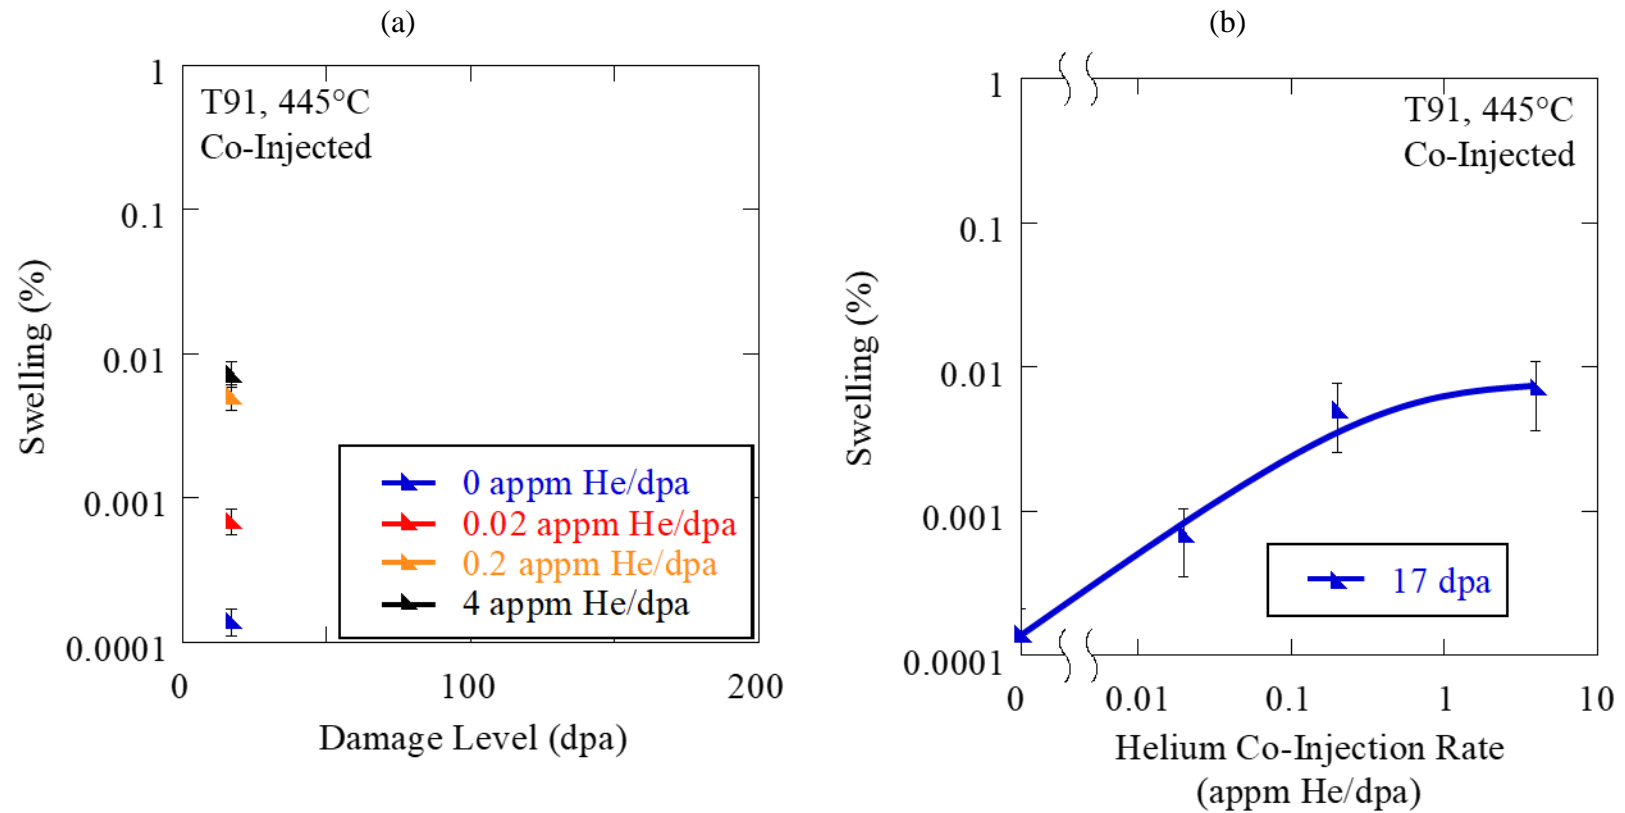 (a)
T91, 445°C
Co-Injected
1
0.1
0.01
0.001
0.0001
Swelling (%)
0 appm He/dpa
0.02 appm He/dpa
0.2 appm He/dpa
4 appm He/dpa
0 100 200
Damage Level (dpa)
(b)
T91, 445°C
Co-Injected
1
0.1
0.01
0.001
0.0001
Swelling (%)
17 dpa
0 0.01 0.1 1 10
Helium Co-Injection Rate
(appm He/dpa)